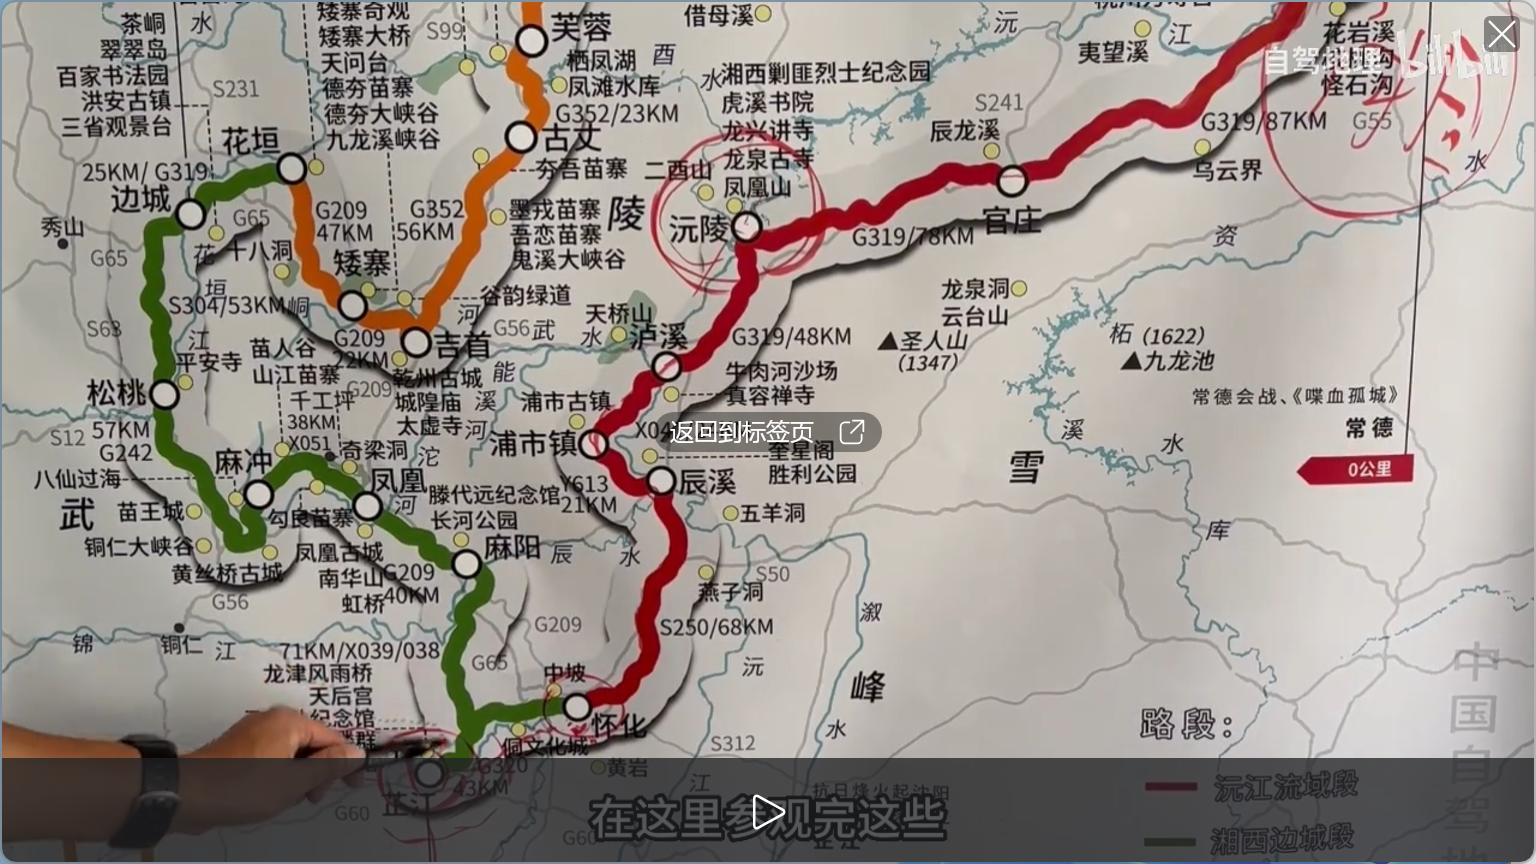 茶峒
翠翠岛
百家书法园
洪安古镇
三省观景台
水
矮寨奇观
矮寨大桥
天问台
德夯苗寨
德夯大峡谷
九龙溪峡谷
S99
芙蓉
栖凤湖
凤滩水库
G352/23KM
酉
水
借母溪
沅
江
夷望溪
花岩溪
怪石沟
自驾地理
bilibili
S231
花垣
25KM/ G319
边城
古丈
夯吾苗寨
湘西剿匪烈士纪念园
虎溪书院
龙兴讲寺
龙泉古寺
凤凰山
二酉山
沅陵
陵
S241
辰龙溪
G319/87KM
G55
乌云界
水
官庄
G319/78KM
资
秀山
G65
G65
花
垣
江
十八洞
G209
47KM
G352
56KM
墨戎苗寨
吾恋苗寨
鬼溪大峡谷
矮寨
S304/53KM
峒
河
谷韵绿道
G56
武
水
天桥山
泸溪
G319/48KM
龙泉洞
云台山
圣人山
(1347)
柘 (1622)
九龙池
S63
平安寺
苗人谷
山江苗寨
千工坪
G209
22KM
吉首
乾州古城
城隍庙
太虚寺
G209
能
溪
河
浦市古镇
牛肉河沙场
真容禅寺
常德会战、《喋血孤城》
常德
0公里
松桃
S12
57KM
G242
38KM
X051
奇梁洞
沱
河
浦市镇
返回到标签页
奎星阁
胜利公园
溪
水
雪
麻冲
八仙过海
武
苗王城
铜仁大峡谷
勾良苗寨
凤凰
滕代远纪念馆
长河公园
Y613
21KM
辰溪
五羊洞
库
黄丝桥古城
凤凰古城
南华山
虹桥
G209
40KM
麻阳
辰
水
燕子洞
S50
溆
G56
铜仁
锦
江
71KM/X039/038
G209
S250/68KM
龙津风雨桥
天后宫
纪念馆
G65
中坡
沅
峰
水
怀化
侗文化城
G320
43KM
黄岩
S312
江
芷江
G60
抗日烽火起沈阳
路段：
沅江流域段
湘西边城段
中国自驾
在这里参观完这些